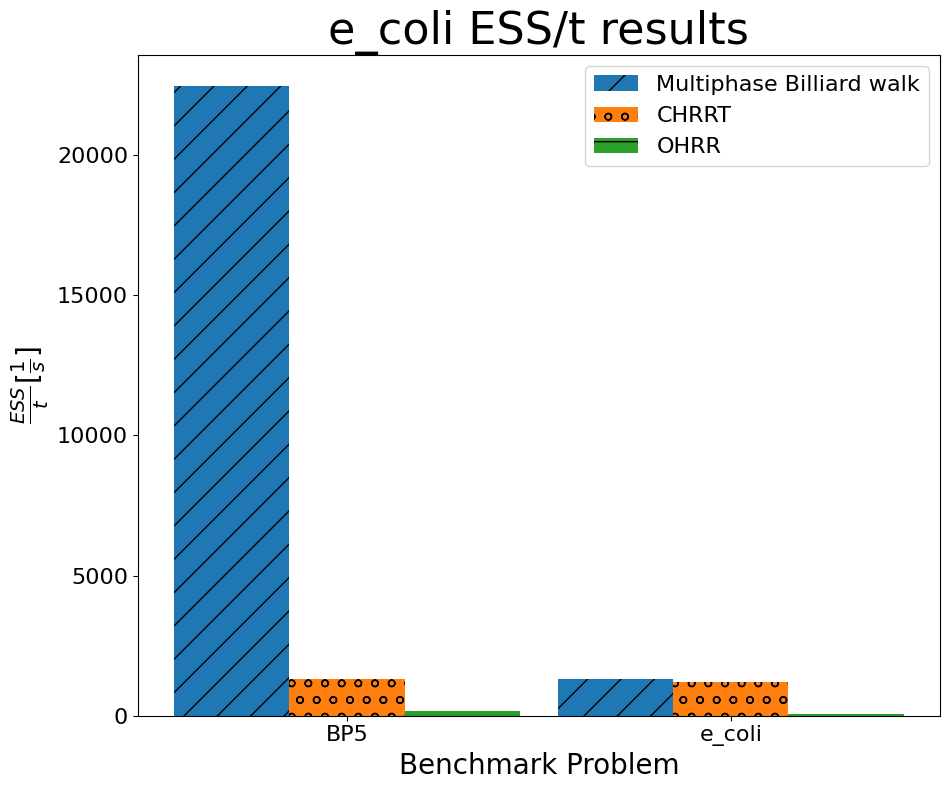 e_coli ESS/t results
Multiphase Billiard walk
CHRRT
OHRR
20000
15000
10000
5000
0
ESS/t [1/s]
BP5 e_coli
Benchmark Problem